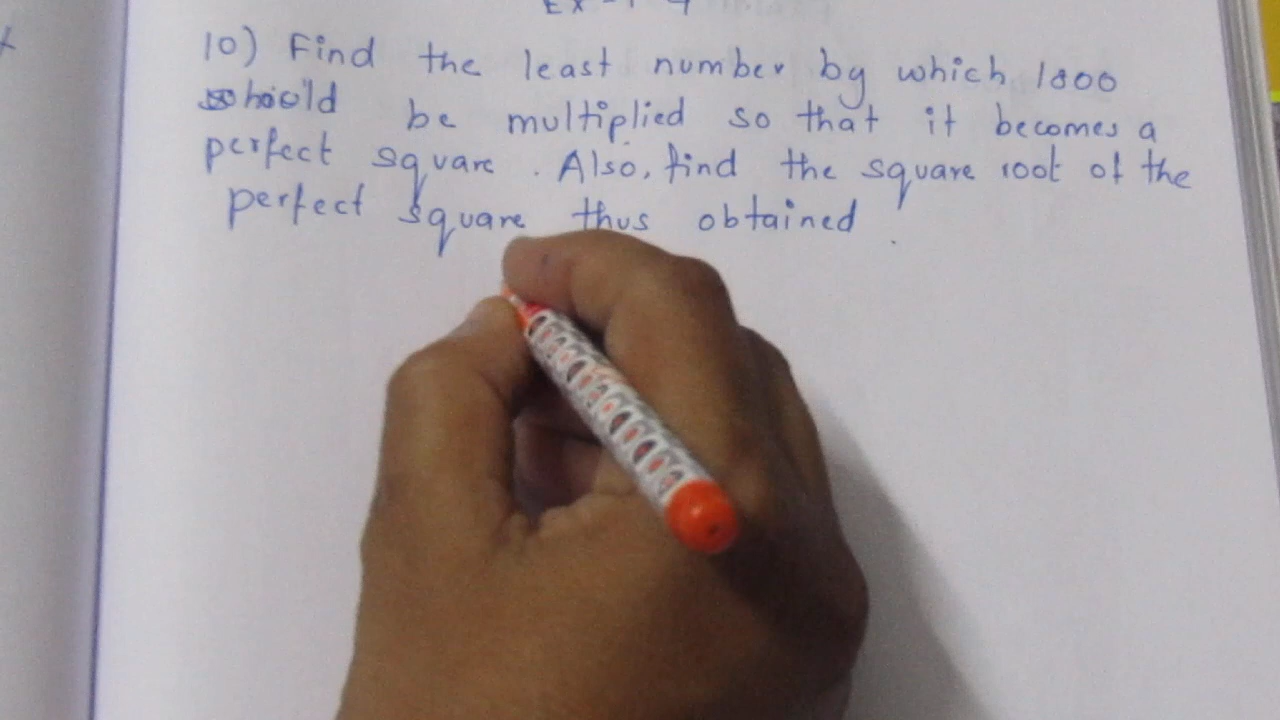 10) Find the least number by which 1800
should be multiplied so that it becomes a
perfect square. Also, find the square root of the
perfect square thus obtained.